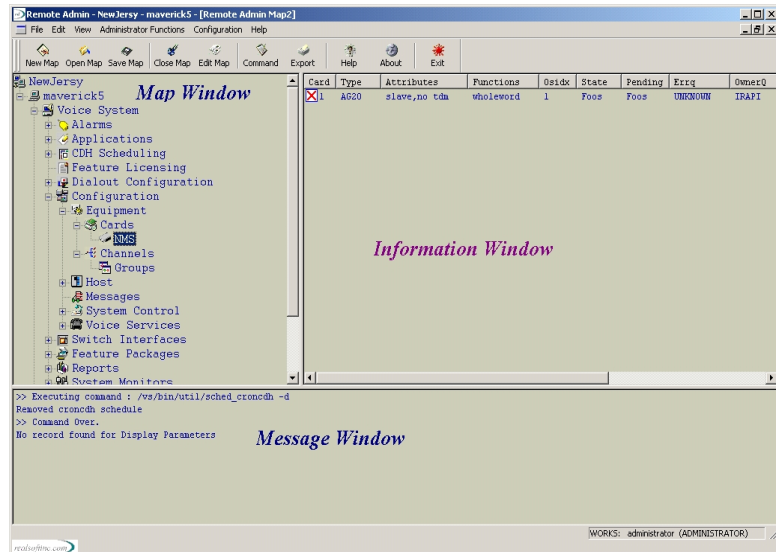 Remote Admin - NewJersy - maverick5 - [Remote Admin Map2]
File Edit View Administrator Functions Configuration Help
New Map Open Map Save Map Close Map Edit Map Command Export Help About Exit
NewJersy
maverick5
Map Window
Voice System
Alarms
Applications
CDH Scheduling
Feature Licensing
Dialout Configuration
Configuration
Equipment
Cards
NMS
Channels
Groups
Host
Messages
System Control
Voice Services
Switch Interfaces
Feature Packages
Reports
System Monitors
Card Type Attributes Functions Osidx State Pending Errq OwnerQ
1 AG20 slave,no tdm wholeword 1 Foos Foos UNKNOWN IRAPI
Information Window
>> Executing command : /vs/bin/util/sched_croncdh -d
Removed croncdh schedule
>> Command Over.
No record found for Display Parameters
Message Window
WORKS: administrator (ADMINISTRATOR)
realsoftinc.com